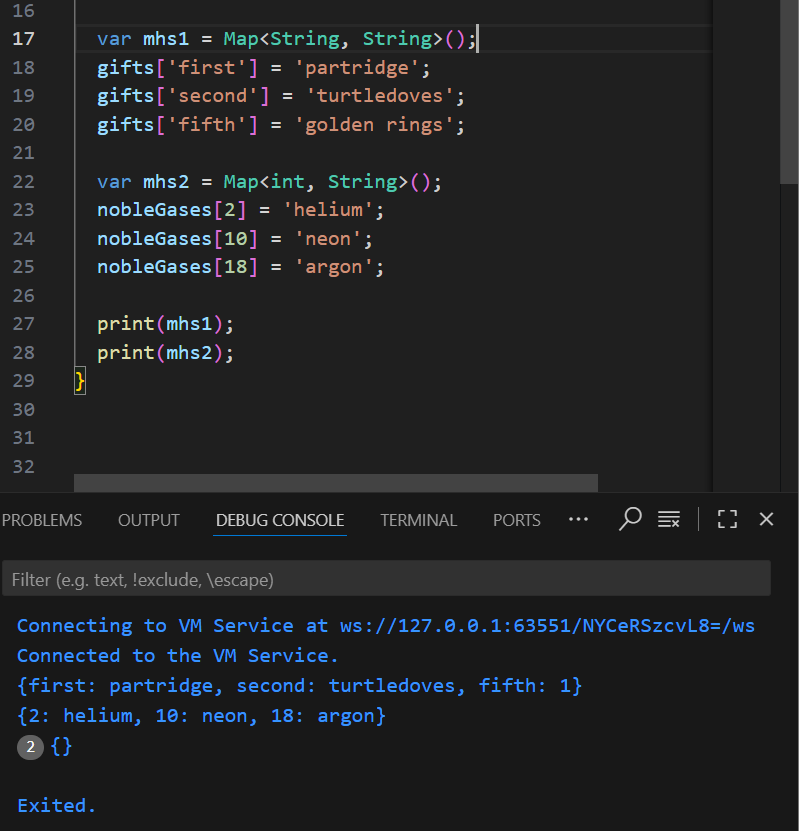 16
17 var mhs1 = Map<String, String>();
18 gifts['first'] = 'partridge';
19 gifts['second'] = 'turtledoves';
20 gifts['fifth'] = 'golden rings';
21
22 var mhs2 = Map<int, String>();
23 nobleGases[2] = 'helium';
24 nobleGases[10] = 'neon';
25 nobleGases[18] = 'argon';
26
27 print(mhs1);
28 print(mhs2);
29 }
30
31
32
PROBLEMS OUTPUT DEBUG CONSOLE TERMINAL PORTS ···
Filter (e.g. text, !exclude, \escape)
Connecting to VM Service at ws://127.0.0.1:63551/NYCeRSzcvL8=/ws
Connected to the VM Service.
{first: partridge, second: turtledoves, fifth: 1}
{2: helium, 10: neon, 18: argon}
2 {}
Exited.